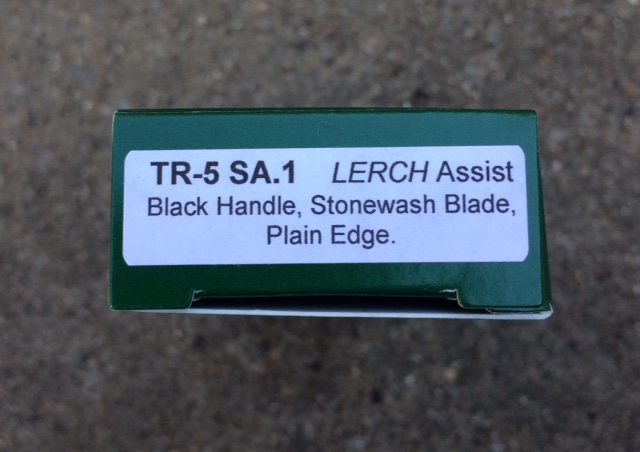 TR-5 SA.1 LERCH Assist
Black Handle, Stonewash Blade,
Plain Edge.